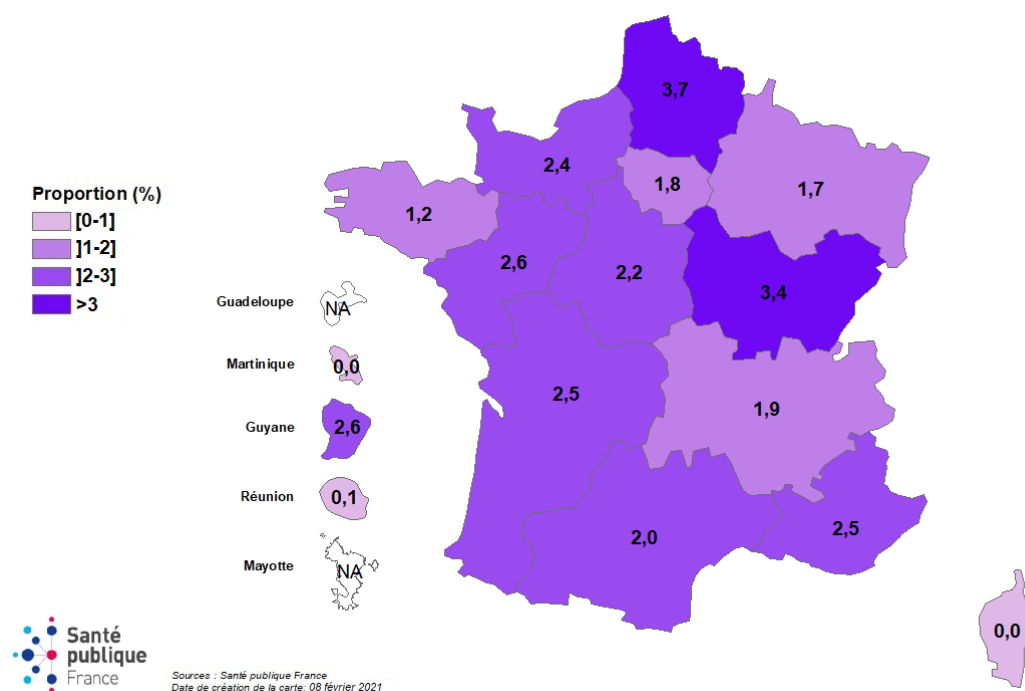 3,7
2,4
1,8
1,7
1,2
Proportion (%)
[0-1]
]1-2]
]2-3]
>3
2,6
2,2
3,4
Guadeloupe
NA
Martinique
0,0
2,5
1,9
Guyane
2,6
Réunion
0,1
2,0
2,5
Mayotte
NA
0,0
Santé
publique
France
Sources : Santé publique France
Date de création de la carte: 08 février 2021